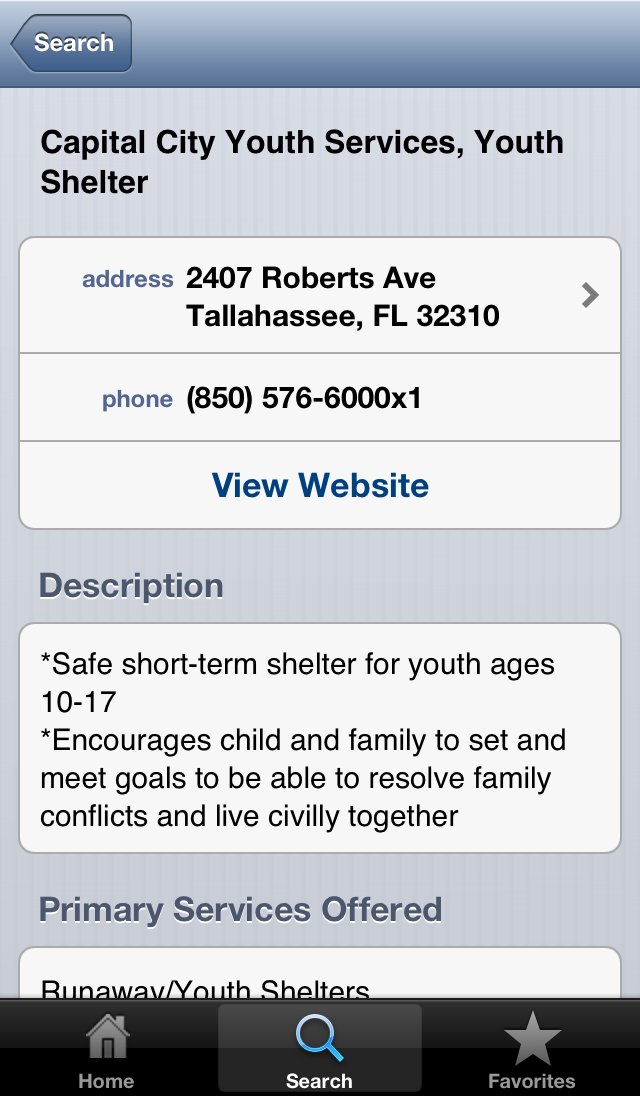 Search
Capital City Youth Services, Youth
Shelter
address 2407 Roberts Ave
Tallahassee, FL 32310
phone (850) 576-6000x1
View Website
Description
*Safe short-term shelter for youth ages
10-17
*Encourages child and family to set and
meet goals to be able to resolve family
conflicts and live civilly together
Primary Services Offered
Runaway/Youth Shelters
Home Search Favorites